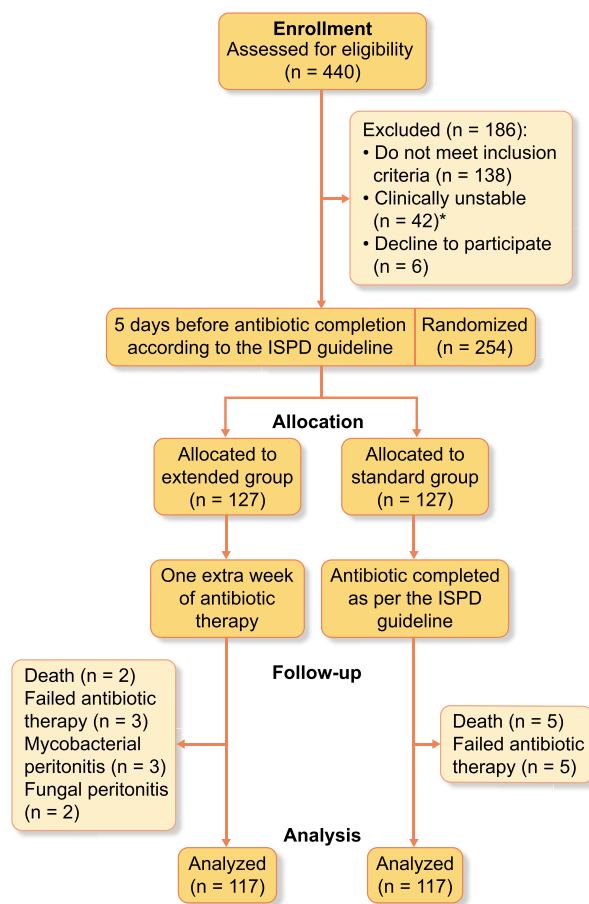 Enrollment
Assessed for eligibility
(n = 440)
Excluded (n = 186):
• Do not meet inclusion
criteria (n = 138)
• Clinically unstable
(n = 42)*
• Decline to participate
(n = 6)
5 days before antibiotic completion
according to the ISPD guideline
Randomized
(n = 254)
Allocation
Allocated to
extended group
(n = 127)
Allocated to
standard group
(n = 127)
One extra week
of antibiotic
therapy
Antibiotic completed
as per the ISPD
guideline
Follow-up
Death (n = 2)
Failed antibiotic
therapy (n = 3)
Mycobacterial
peritonitis (n = 3)
Fungal peritonitis
(n = 2)
Death (n = 5)
Failed antibiotic
therapy (n = 5)
Analysis
Analyzed
(n = 117)
Analyzed
(n = 117)